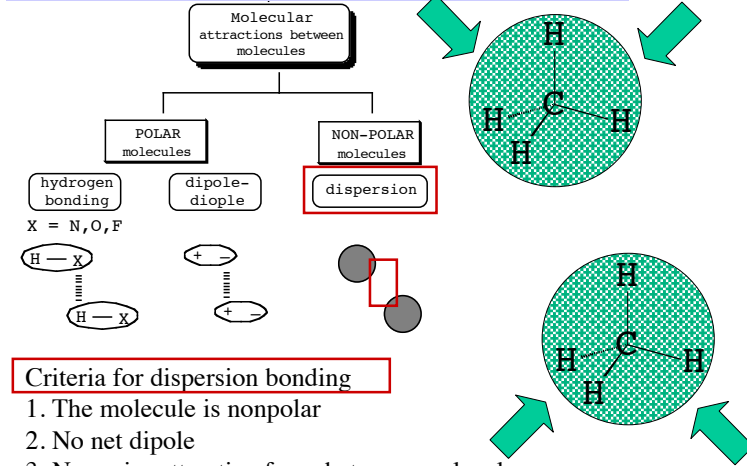 Molecular
attractions between
molecules
POLAR
molecules
NON-POLAR
molecules
hydrogen
bonding
dipole-
diople
dispersion
X = N,O,F
H — X
H — X
+ –
+ –
H
C
H
H
H
H
C
H
H
H
Criteria for dispersion bonding
1. The molecule is nonpolar
2. No net dipole